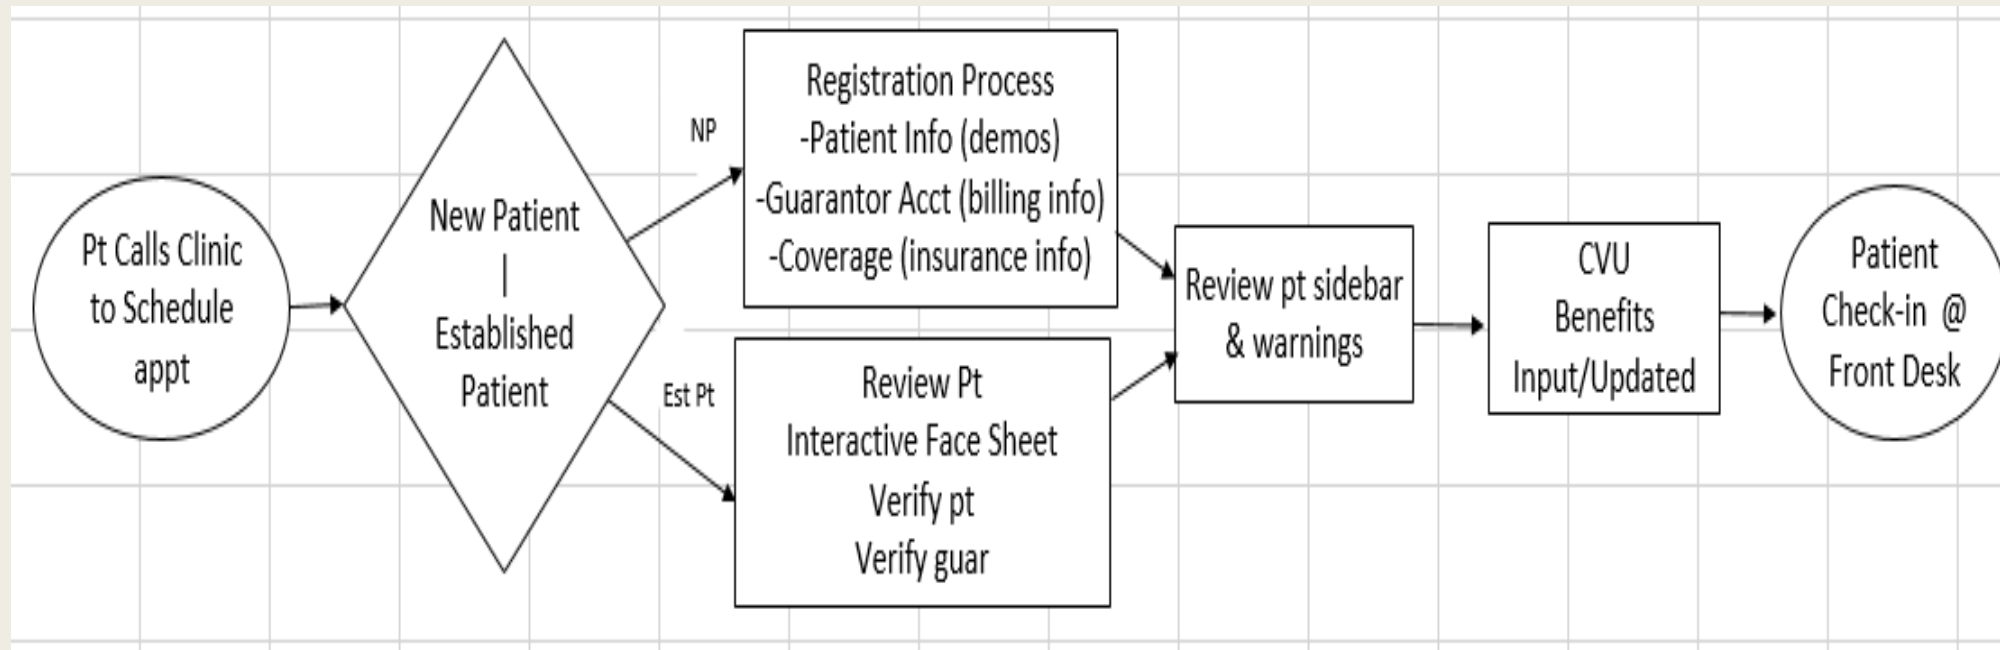 Pt Calls Clinic
to Schedule
appt
New Patient
|
Established
Patient
NP
Est Pt
Registration Process
-Patient Info (demos)
-Guarantor Acct (billing info)
-Coverage (insurance info)
Review Pt
Interactive Face Sheet
Verify pt
Verify guar
Review pt sidebar
& warnings
CVU
Benefits
Input/Updated
Patient
Check-in @
Front Desk